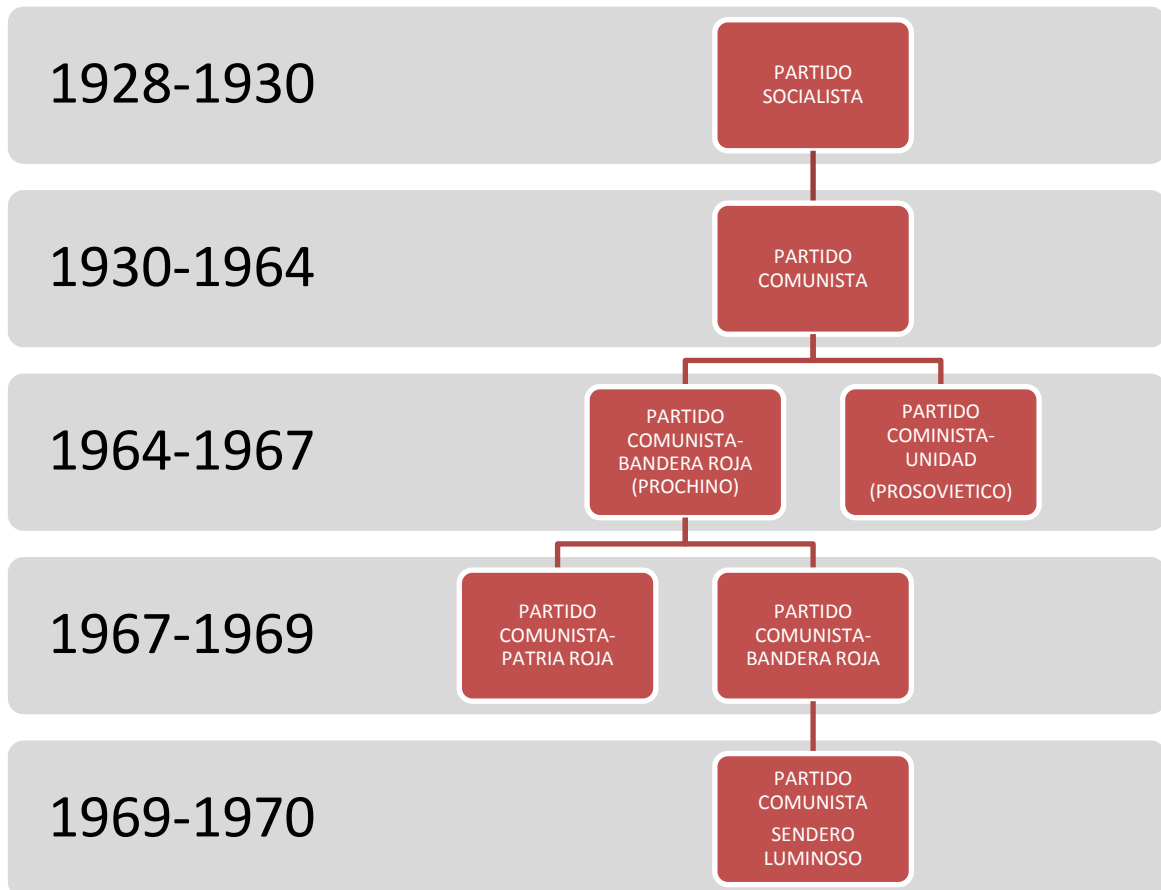 1928-1930
PARTIDO
SOCIALISTA
1930-1964
PARTIDO
COMUNISTA
1964-1967
PARTIDO
COMUNISTA-
BANDERA ROJA
(PROCHINO)
PARTIDO
COMINISTA-
UNIDAD
(PROSOVIETICO)
1967-1969
PARTIDO
COMUNISTA-
PATRIA ROJA
PARTIDO
COMUNISTA-
BANDERA ROJA
1969-1970
PARTIDO
COMUNISTA
SENDERO
LUMINOSO